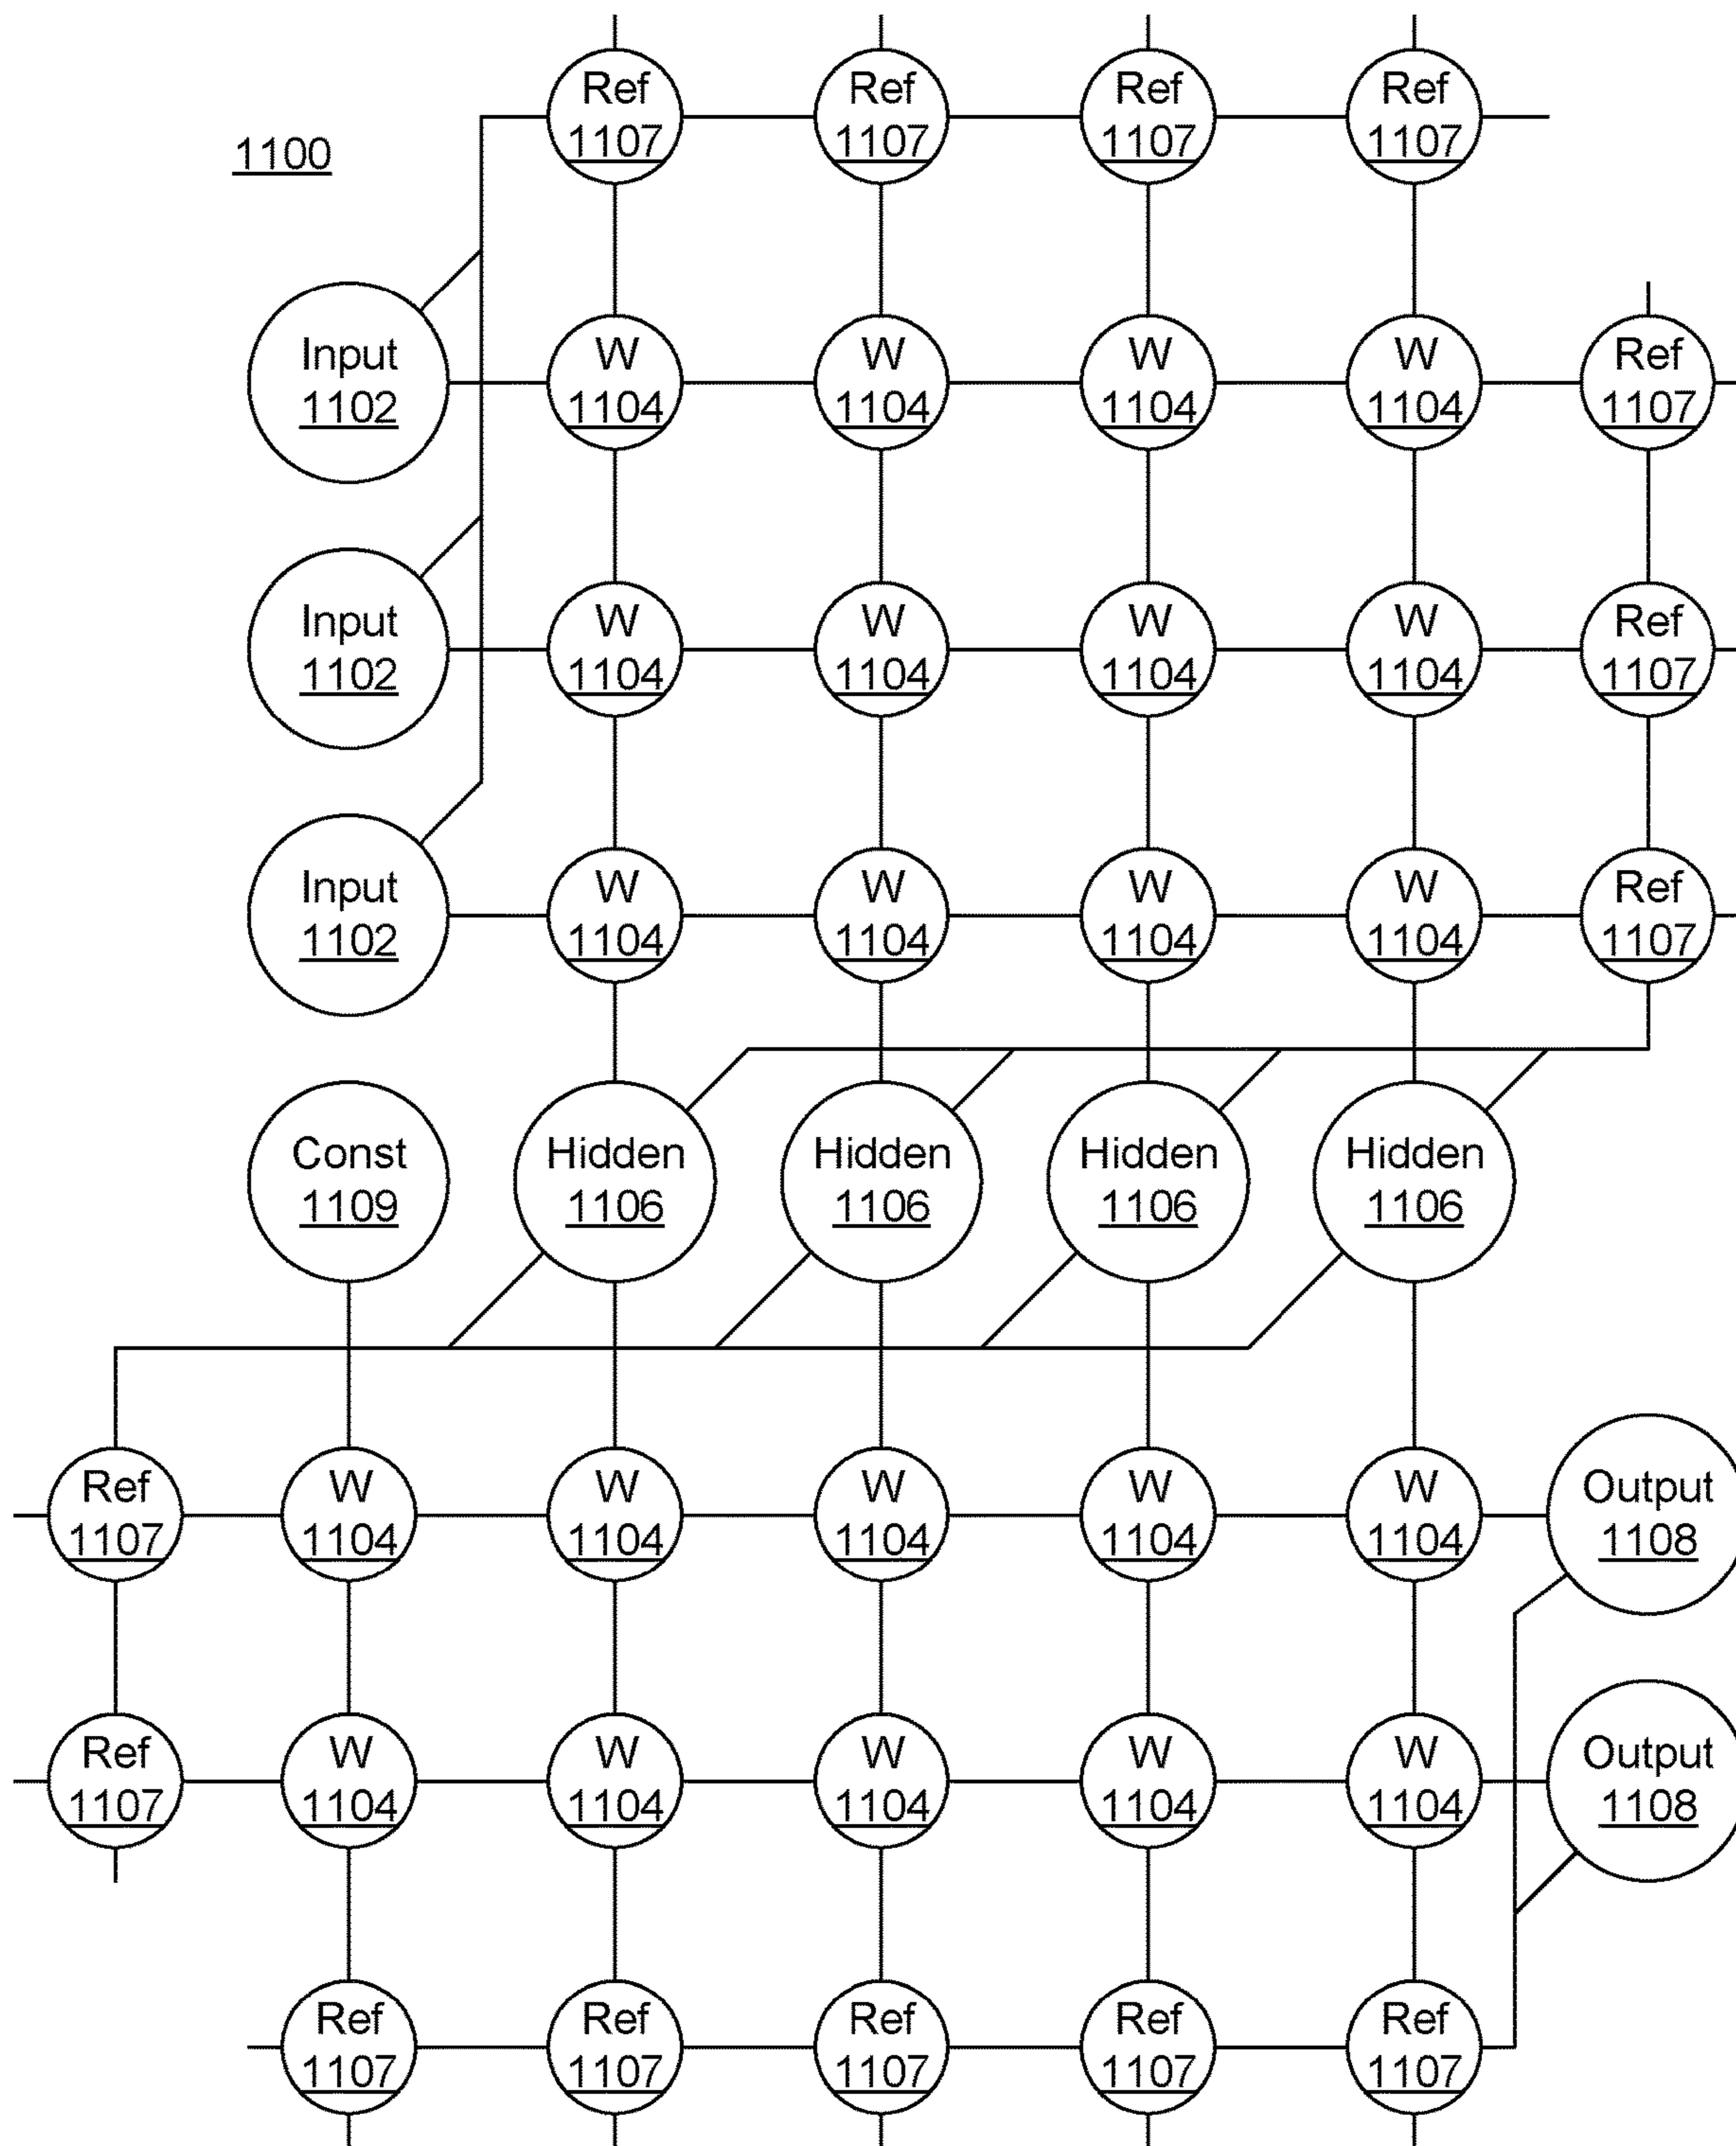 Ref Ref Ref Ref
1107 1107 1107 1107
1100
Input W W W W Ref
1102 1104 1104 1104 1104 1107
Input W W W W Ref
1102 1104 1104 1104 1104 1107
Input W W W W Ref
1102 1104 1104 1104 1104 1107
Const Hidden Hidden Hidden Hidden
1109 1106 1106 1106 1106
Ref W W W W W Output
1107 1104 1104 1104 1104 1104 1108
Ref W W W W W Output
1107 1104 1104 1104 1104 1104 1108
Ref Ref Ref Ref Ref
1107 1107 1107 1107 1107